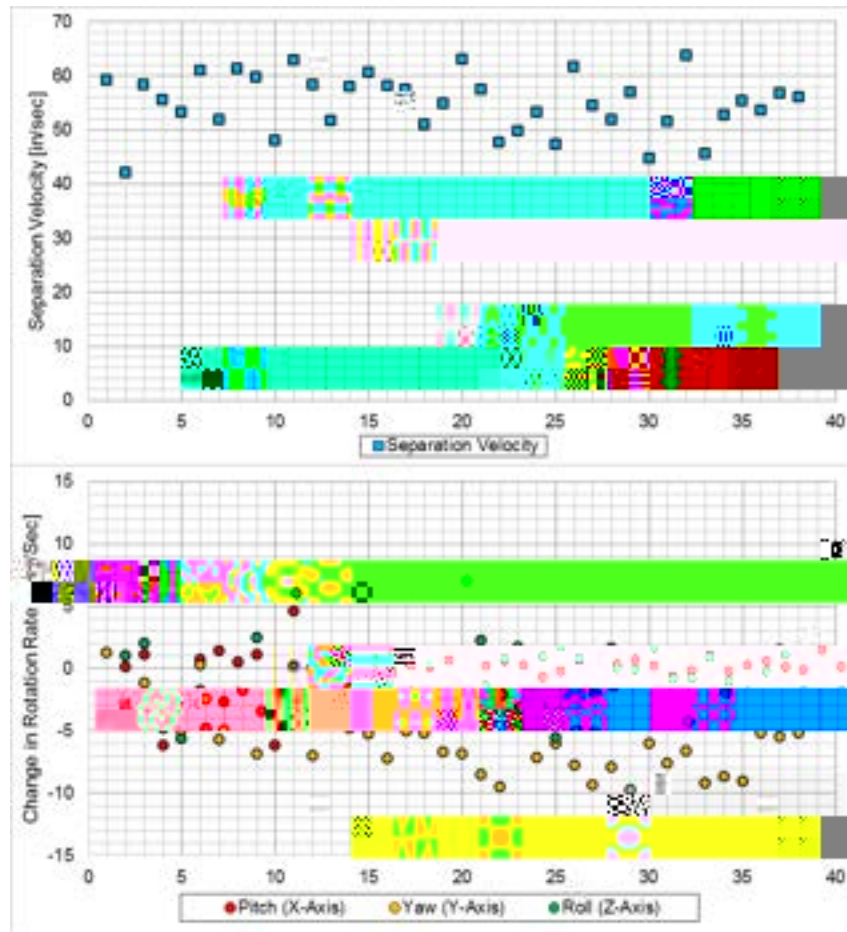 70
60
50
40
30
20
10
0
Separation Velocity [in/sec]
0 5 10 15 20 25 30 35 40
Separation Velocity
15
10
5
0
-5
-10
-15
Change in Rotation Rate /Sec]
0 5 10 15 20 25 30 35 40
Pitch (X-Axis) Yaw (Y-Axis) Roll (Z-Axis)